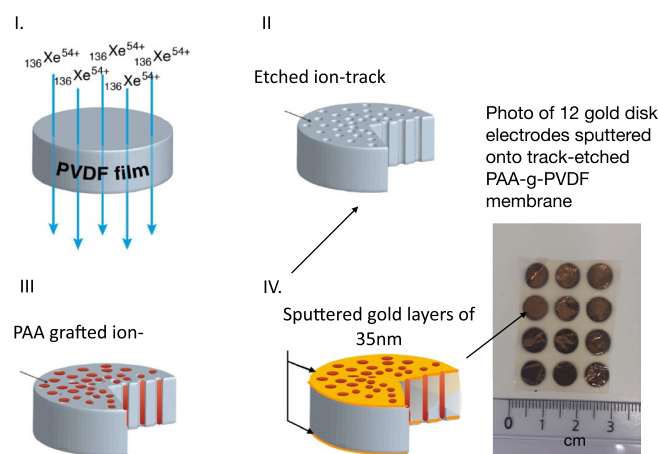 I.
136Xe54+ 136Xe54+ 136Xe54+
136Xe54+ 136Xe54+
PVDF film
II
Etched ion-track
Photo of 12 gold disk
electrodes sputtered
onto track-etched
PAA-g-PVDF
membrane
III
PAA grafted ion-
IV.
Sputtered gold layers of
35nm
0 1 2 3
cm